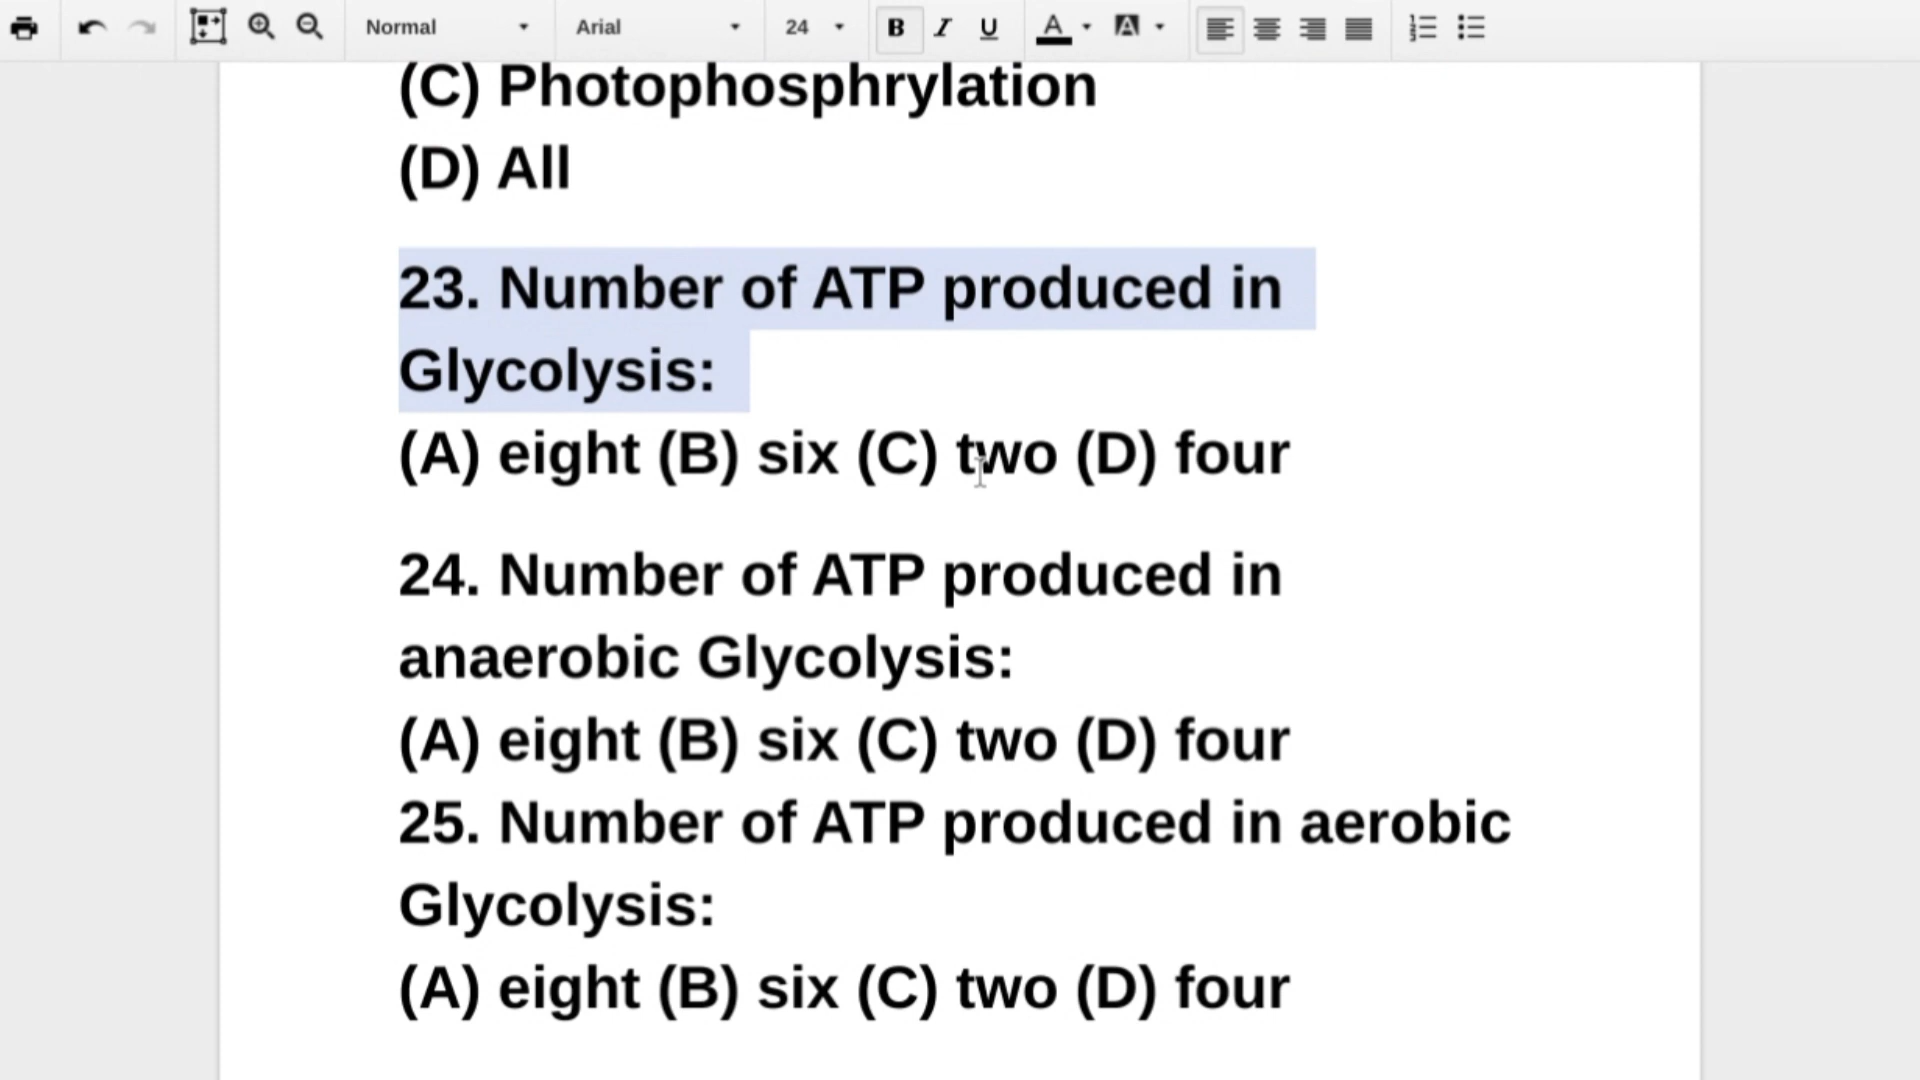 Normal Arial 24 B I U A A
(C) Photophosphrylation
(D) All
23. Number of ATP produced in
Glycolysis:
(A) eight (B) six (C) two (D) four
24. Number of ATP produced in
anaerobic Glycolysis:
(A) eight (B) six (C) two (D) four
25. Number of ATP produced in aerobic
Glycolysis:
(A) eight (B) six (C) two (D) four